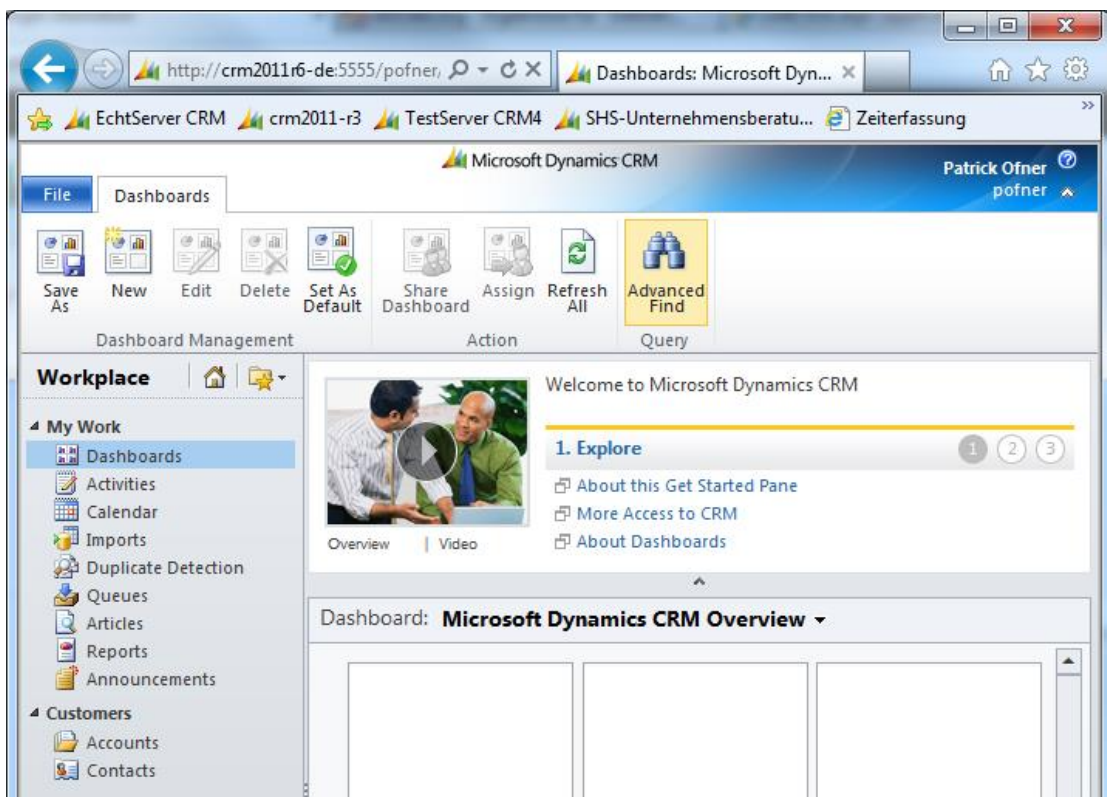 http://crm2011r6-de:5555/pofner,
Dashboards: Microsoft Dyn...
EchtServer CRM
crm2011-r3
TestServer CRM4
SHS-Unternehmensberatu...
Zeiterfassung
Microsoft Dynamics CRM
Patrick Ofner
pofner
File
Dashboards
Save As
New
Edit
Delete
Set As Default
Share Dashboard
Assign
Refresh All
Advanced Find
Dashboard Management
Action
Query
Workplace
My Work
Dashboards
Activities
Calendar
Imports
Duplicate Detection
Queues
Articles
Reports
Announcements
Customers
Accounts
Contacts
Welcome to Microsoft Dynamics CRM
1. Explore
1 2 3
About this Get Started Pane
More Access to CRM
About Dashboards
Overview | Video
Dashboard: Microsoft Dynamics CRM Overview